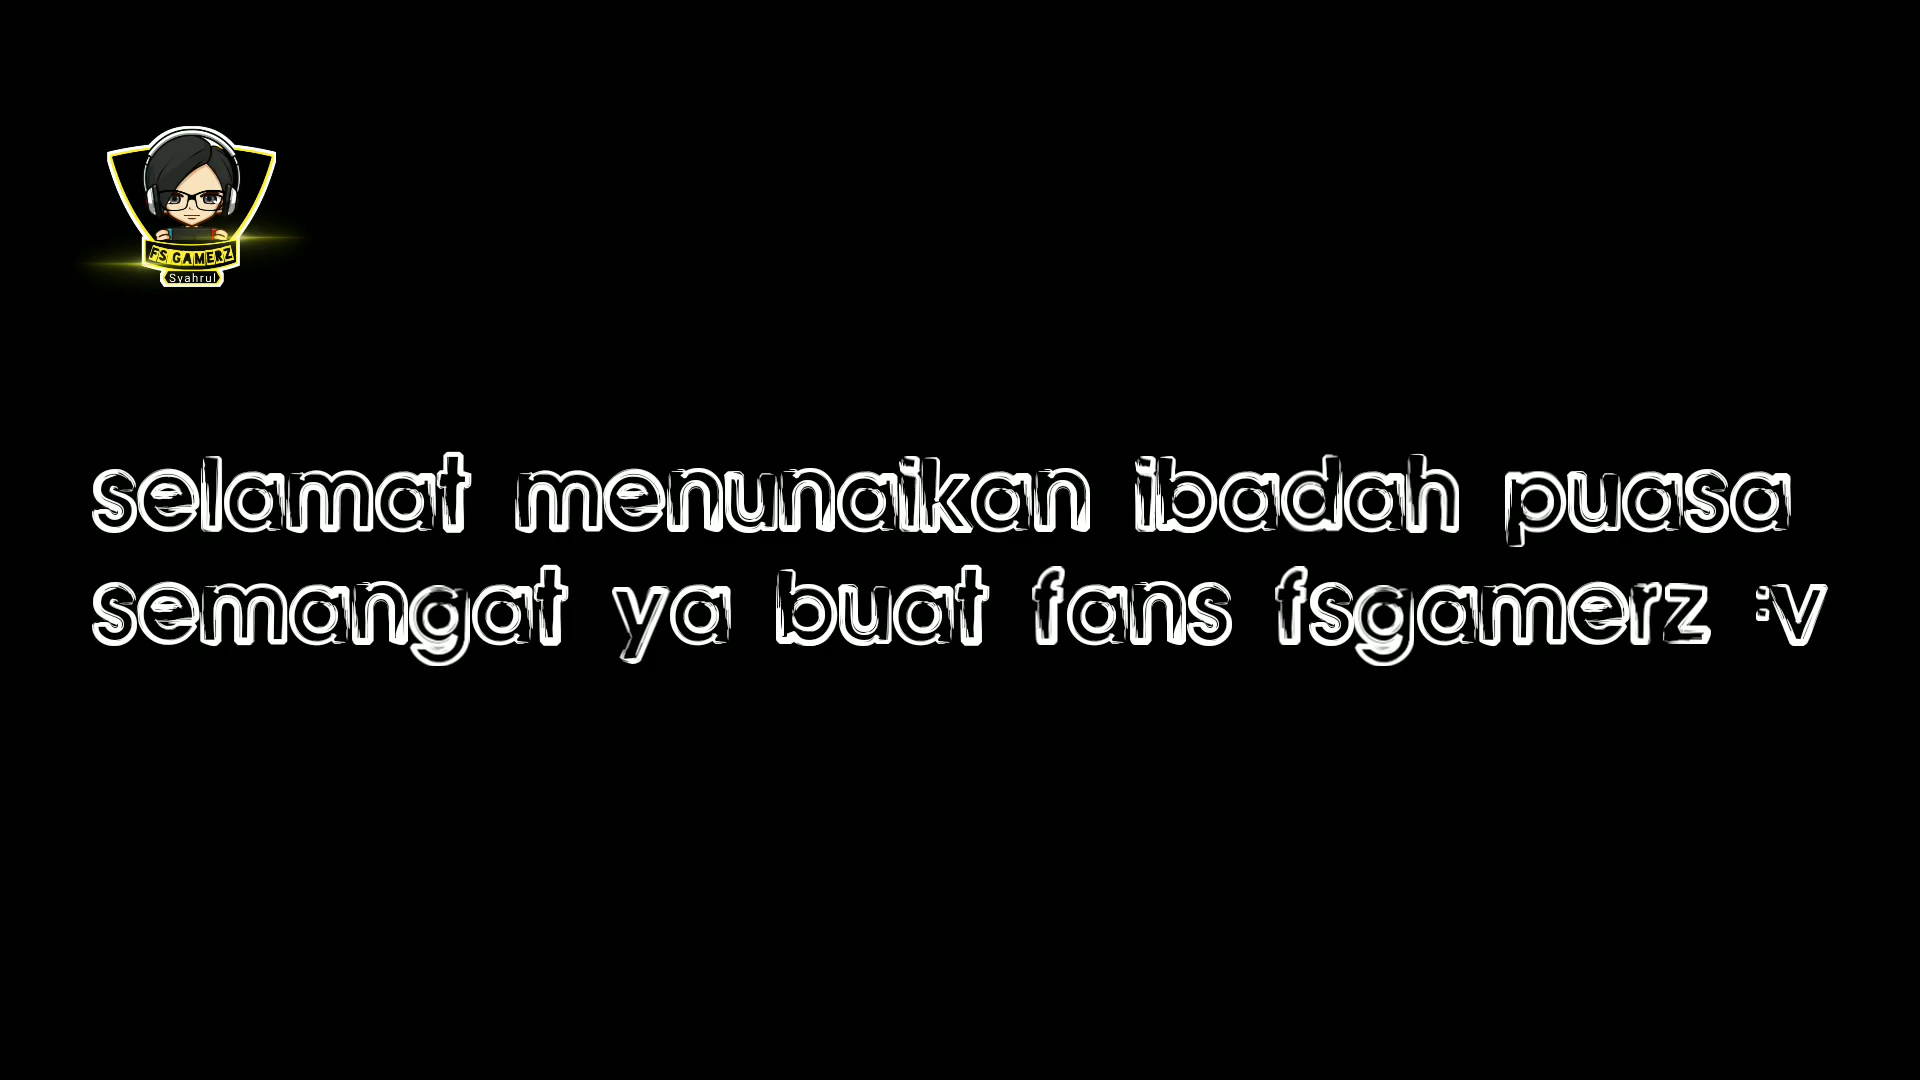 FS GAMERZ
Syahrul
selamat menunaikan ibadah puasa
semangat ya buat fans fsgamerz :v